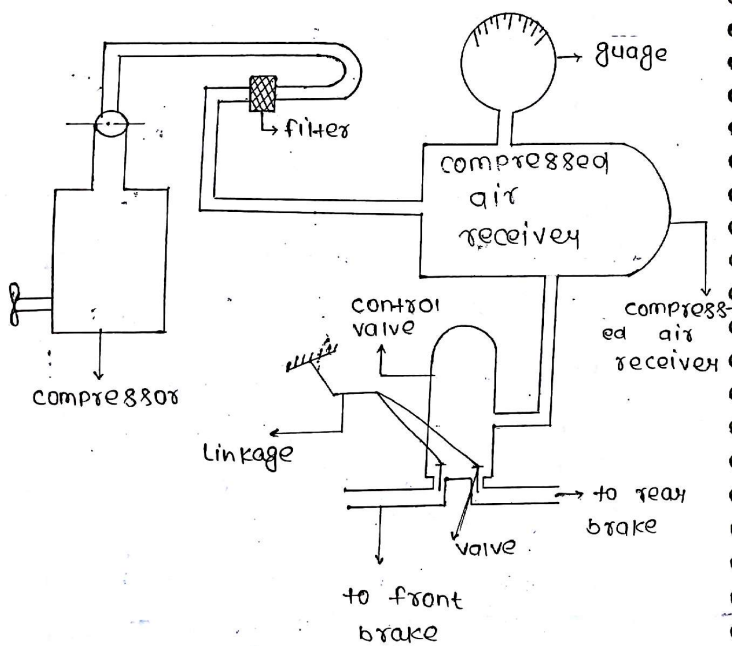 guage
filter
compressed
air
receiver
control
valve
compress-
ed air
receiver
compressor
Linkage
to rear
brake
valve
to front
brake